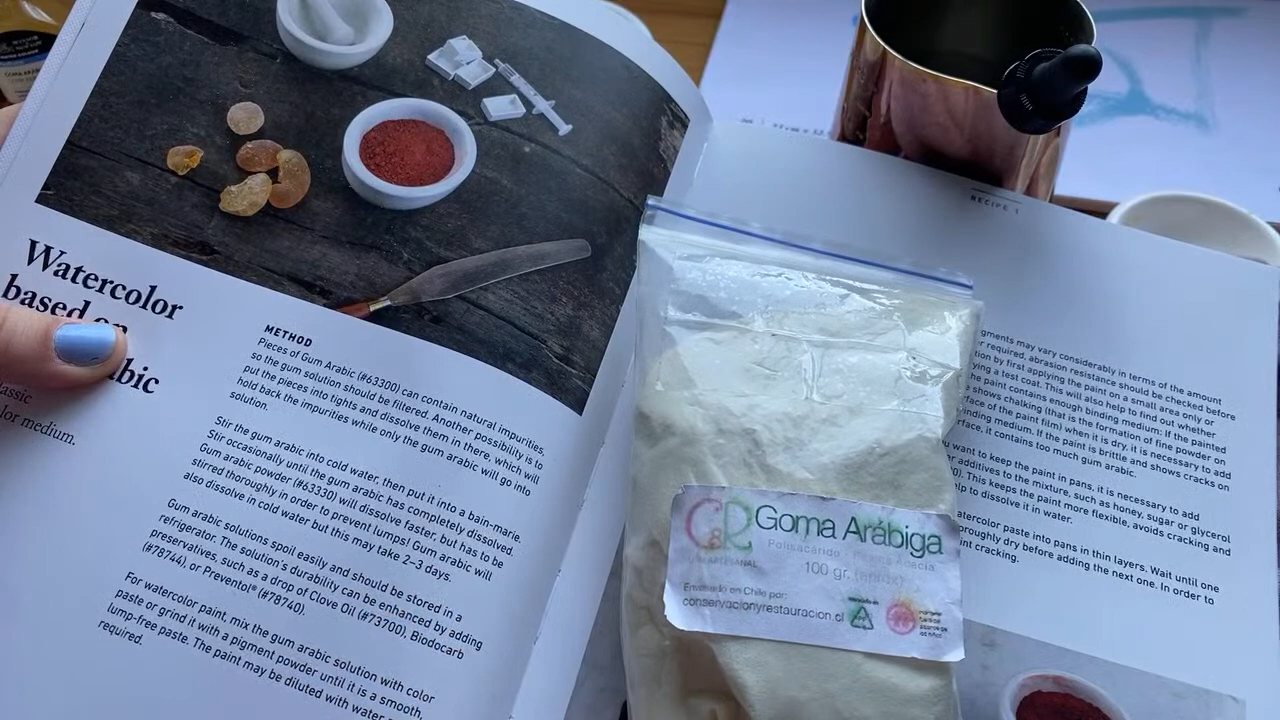 Watercolor
based on
lassic
lor medium.
METHOD
Pieces of Gum Arabic (#63300) can contain natural impurities,
so the gum solution should be filtered. Another possibility is to
put the pieces into tights and dissolve them in there, which will
hold back the impurities while only the gum arabic will go into
solution.
Stir the gum arabic into cold water, then put it into a bain-marie.
Stir occasionally until the gum arabic has completely dissolved.
Gum arabic powder (#63330) will dissolve faster, but has to be
stirred thoroughly in order to prevent lumps! Gum arabic will
also dissolve in cold water but this may take 2–3 days.
Gum arabic solutions spoil easily and should be stored in a
refrigerator. The solution's durability can be enhanced by adding
preservatives, such as a drop of Clove Oil (#73700), Biodocarb
(#78744), or Preventol® (#78740).
For watercolor paint, mix the gum arabic solution with color
paste or grind it with pigment powder until it is a smooth,
lump-free paste. The paint may be diluted with water
required.
RECIPE 1
gments may vary considerably in terms of the amount
r required, abrasion resistance should be checked before
tion by first applying the paint on a small area only or
ying a test coat. This will also help to find out whether
he paint contains enough binding medium: If the painted
shows chalking (that is the formation of fine powder on
face of the paint film) when it is dry, it is necessary to add
inding medium. If the paint is brittle and shows cracks on
rface, it contains too much gum arabic.
u want to keep the paint in pans, it is necessary to add
r additives to the mixture, such as honey, sugar or glycerol
0). This keeps the paint more flexible, avoids cracking and
lp to dissolve it in water.
atercolor paste into pans in thin layers. Wait until one
oroughly dry before adding the next one. In order to
int cracking.
C&R
Goma Arábiga
Polisacárido
Acacia
100 gr. (aprox)
Envasado en Chile por:
conservacionyrestauracion.cl